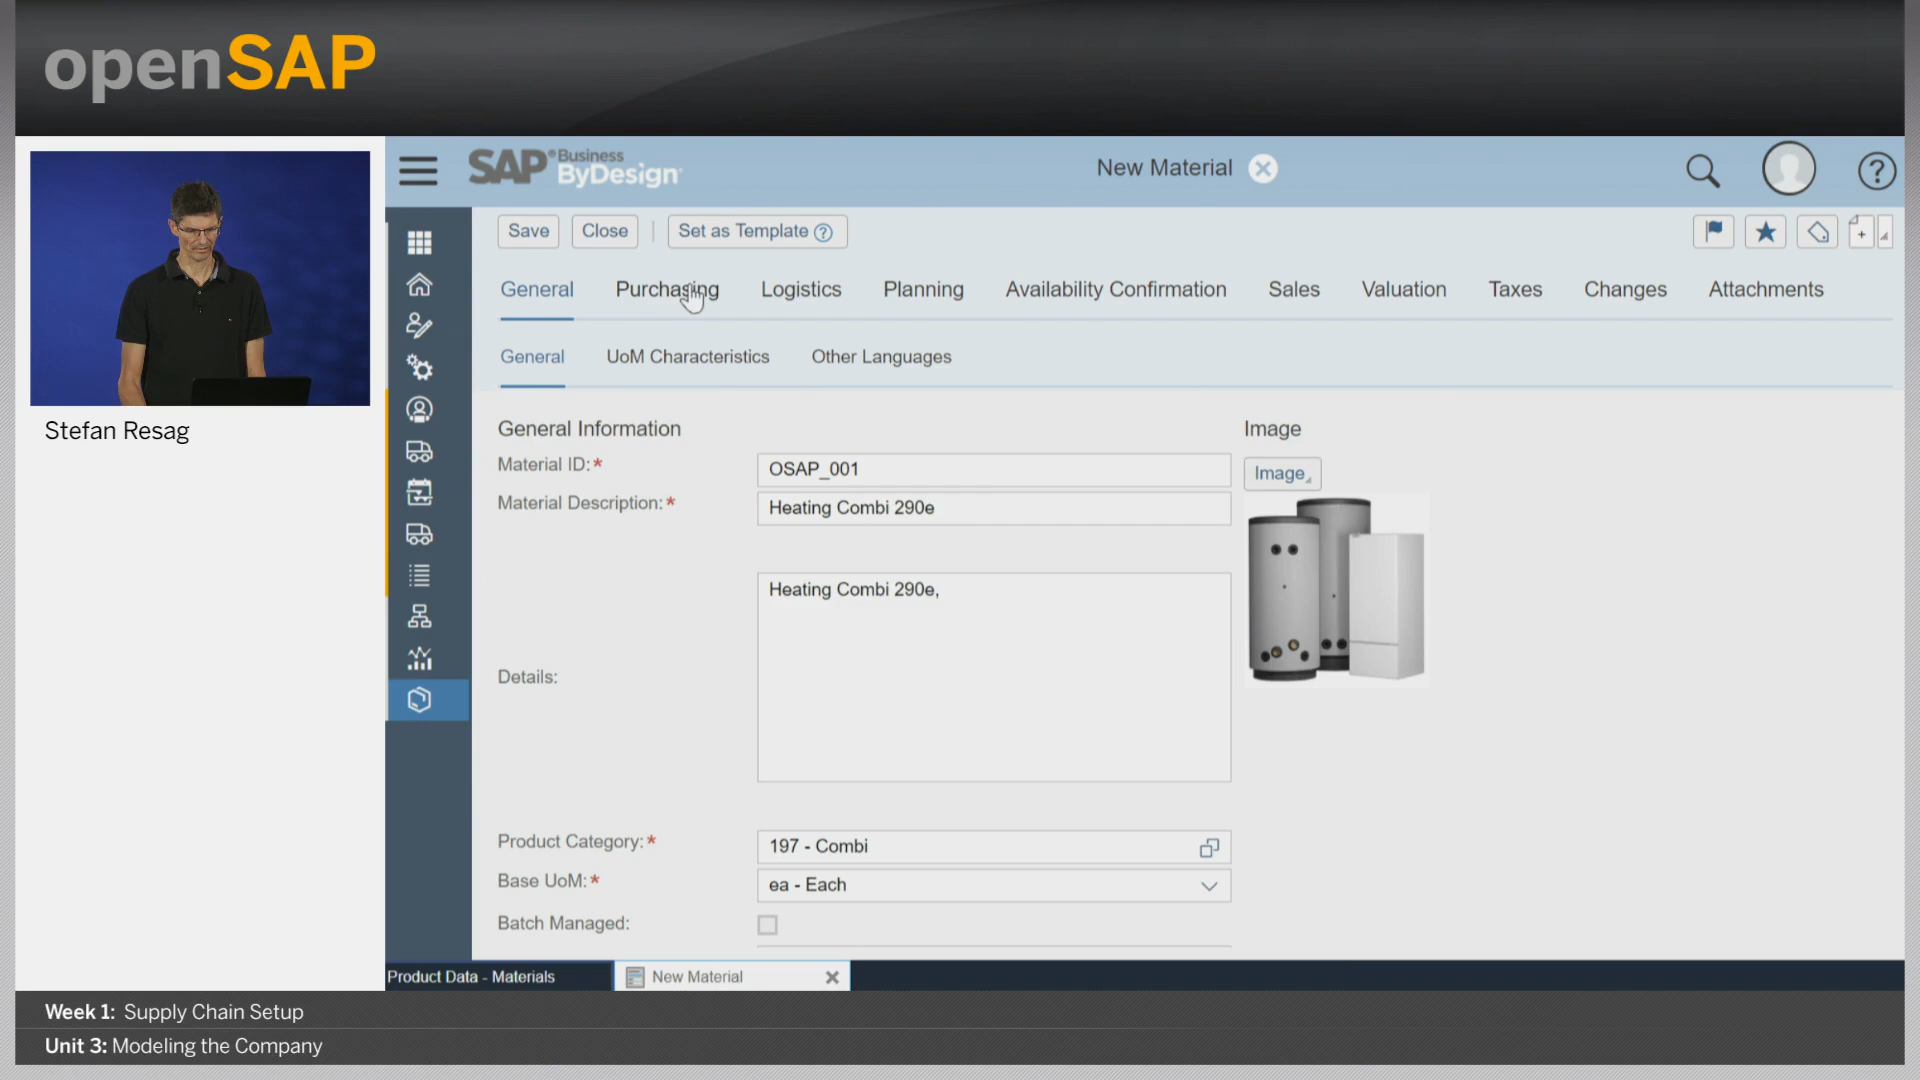 openSAP
SAP® Business ByDesign
New Material
Save Close Set as Template
General Purchasing Logistics Planning Availability Confirmation Sales Valuation Taxes Changes Attachments
General UoM Characteristics Other Languages
Stefan Resag
General Information
Image
Material ID:* OSAP_001
Image
Material Description:* Heating Combi 290e
Heating Combi 290e,
Details:
Product Category:* 197 - Combi
Base UoM:* ea - Each
Batch Managed:
Product Data - Materials New Material
Week 1: Supply Chain Setup
Unit 3: Modeling the Company